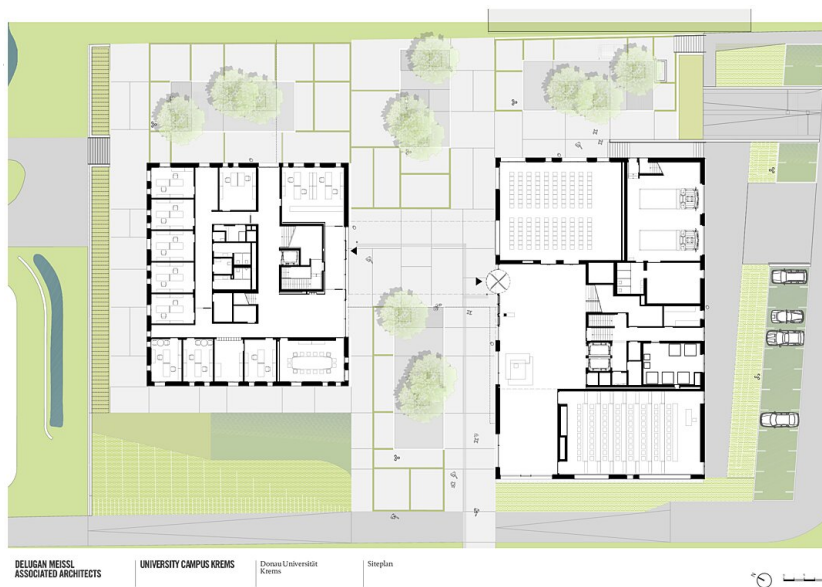 DELUGAN MEISSL
ASSOCIATED ARCHITECTS
UNIVERSITY CAMPUS KREMS
Donau Universität
Krems
Siteplan
N